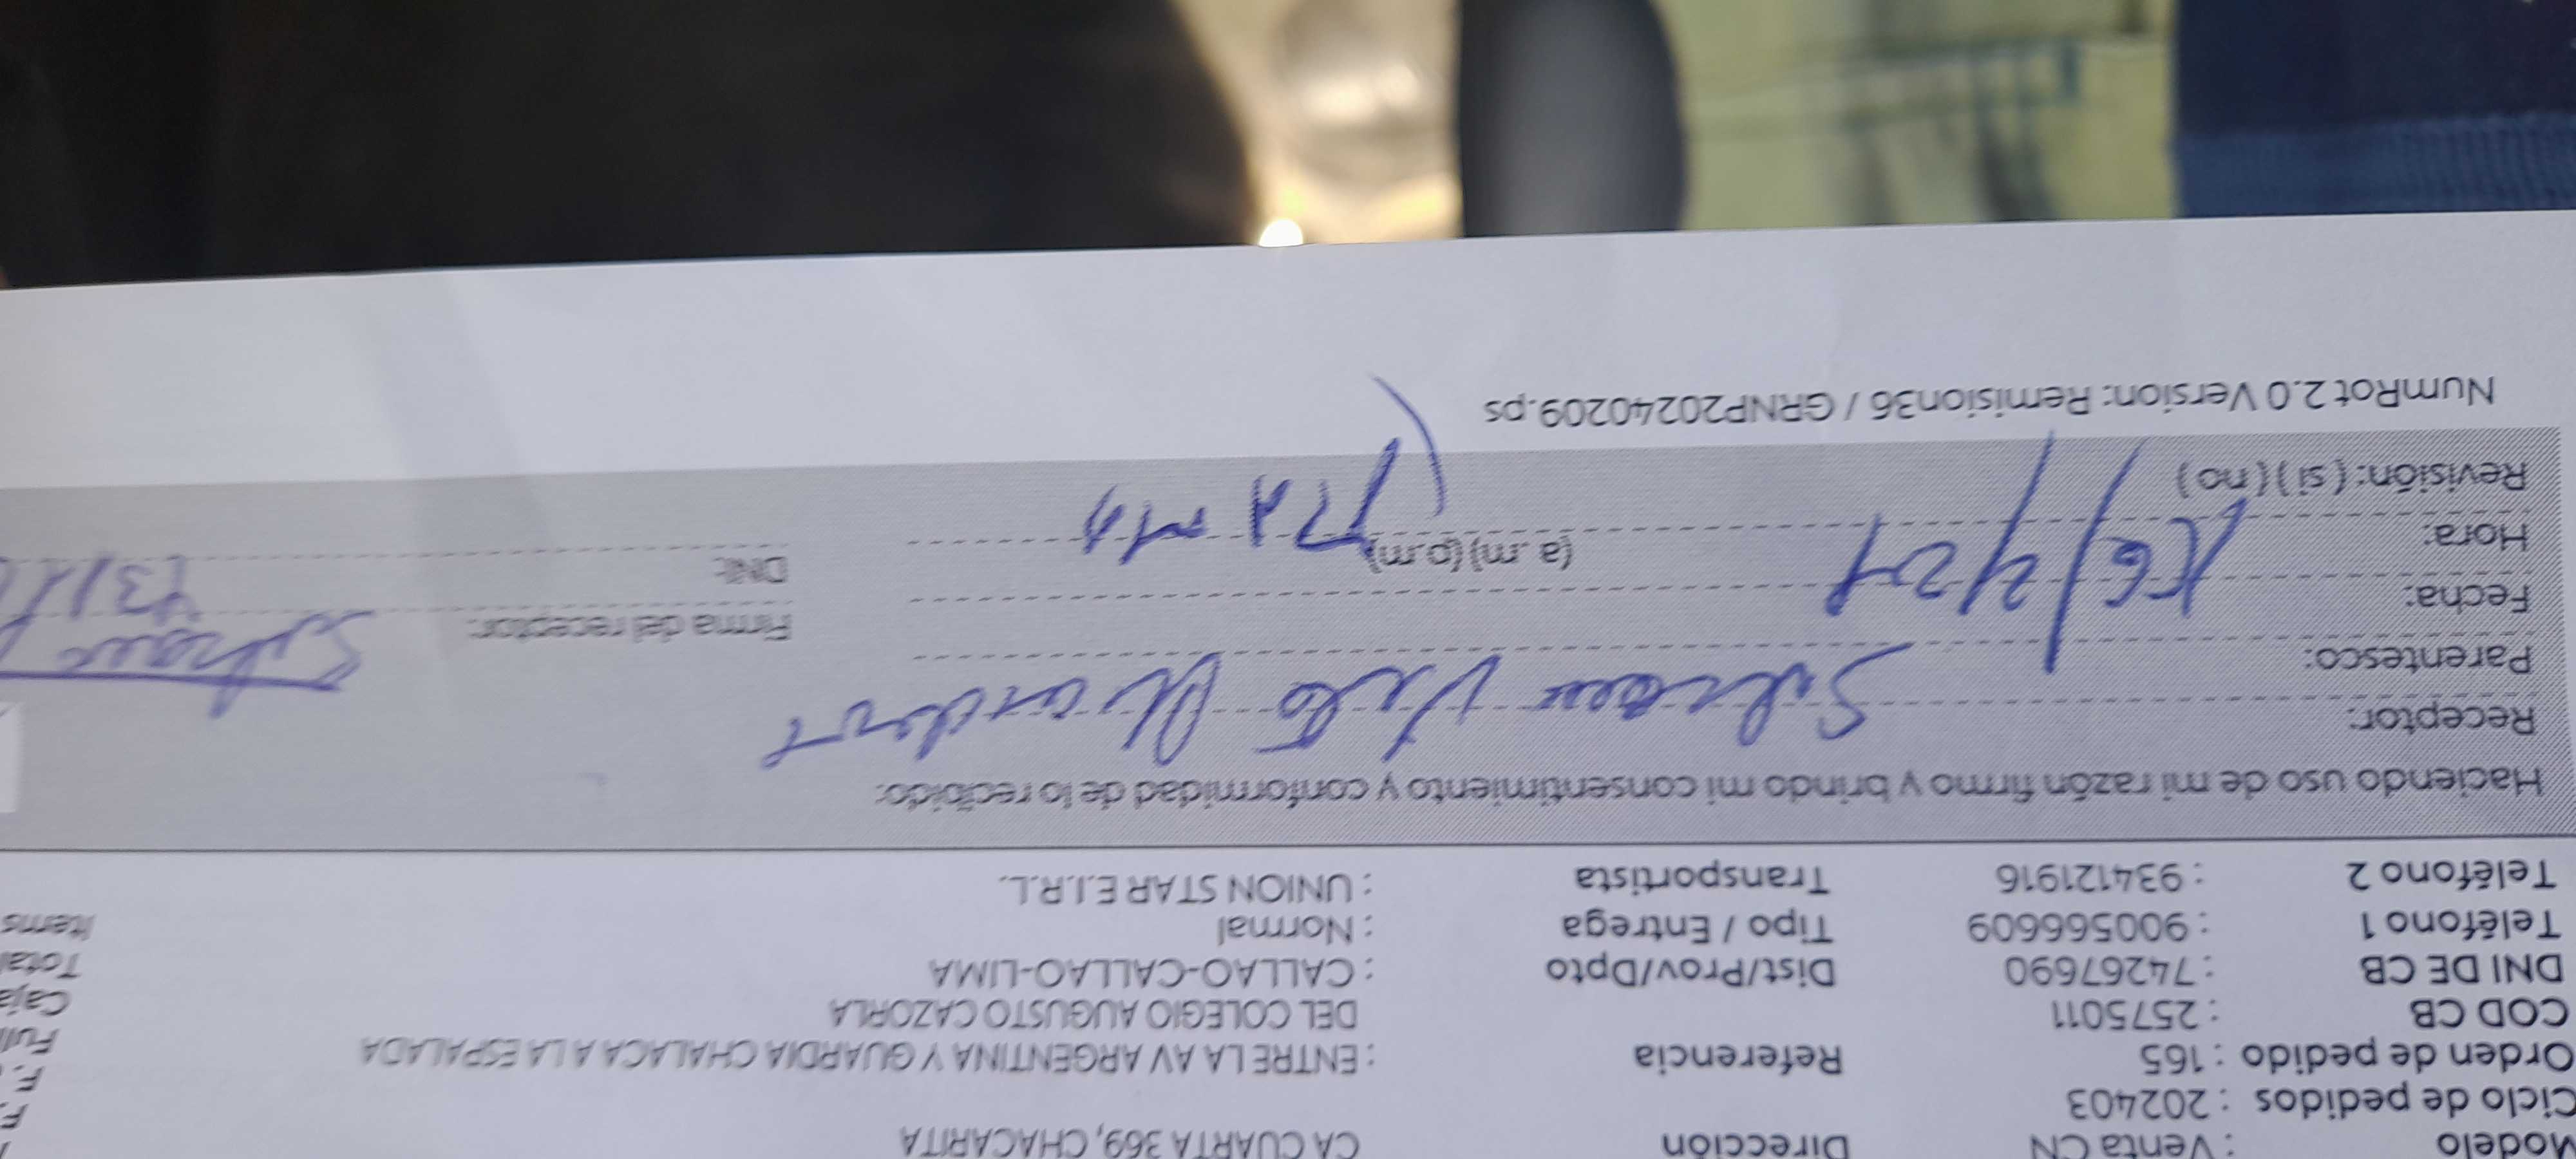 Modelo : Venta CN Dirección CA CUARTA 369, CHACARITA
Ciclo de pedidos : 202403
Orden de pedido : 165 Referencia : ENTRE LA AV ARGENTINA Y GUARDIA CHALACA A LA ESPALADA
COD CB : 2575011 DEL COLEGIO AUGUSTO CAZORLA
DNI DE CB : 74267690 Dist/Prov/Dpto : CALLAO-CALLAO-LIMA
Teléfono 1 : 900566609 Tipo / Entrega : Normal
Teléfono 2 : 934121916 Transportista : UNION STAR E.I.R.L.
Caja
Total
Items
Haciendo uso de mi razón firmo y brindo mi consentimiento y conformidad de lo recibido:
Receptor:
Parentesco:
Fecha:
Hora: (a.m) (p.m)
Revisión: ( si ) ( no )
Firma del receptor:
DNI:
NumRot 2.0 Version: Remision36 / GRNP20240209.ps